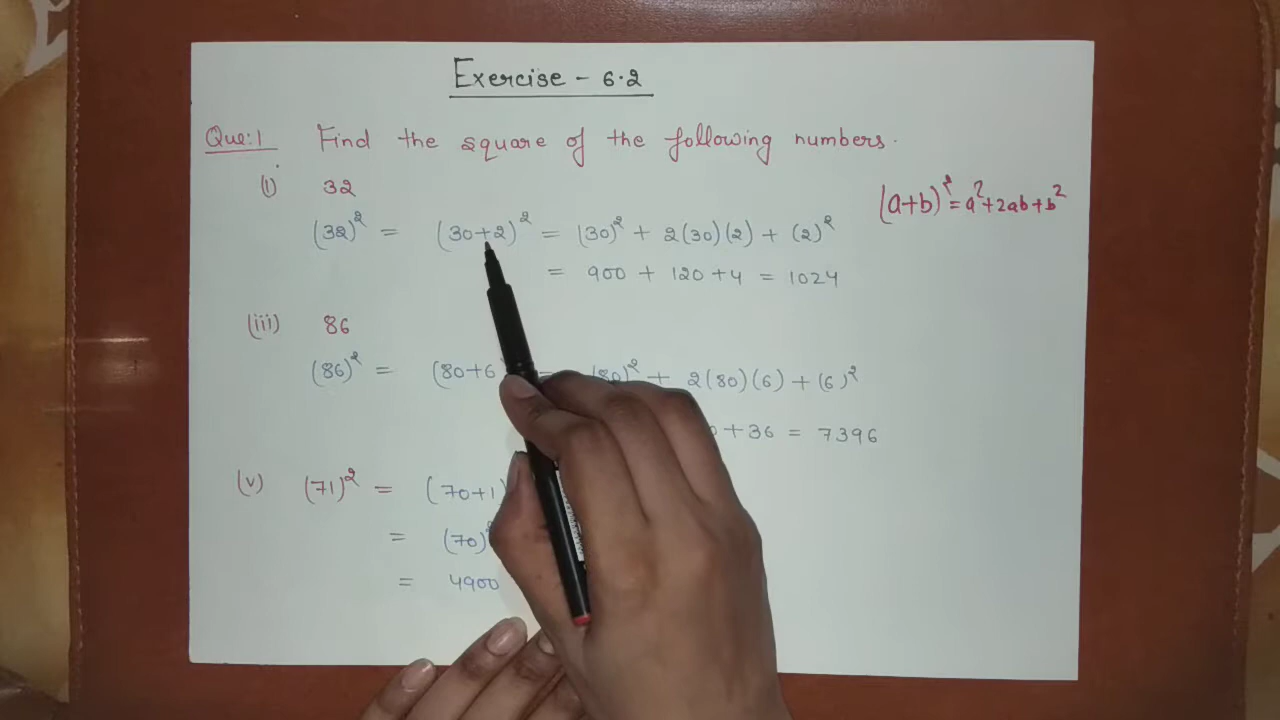 Exercise - 6.2
Que:1 Find the square of the following numbers.
(i) 32
(a+b)² = a²+2ab+b²
(32)² = (30+2)² = (30)² + 2(30)(2) + (2)²
= 900 + 120 + 4 = 1024
(iii) 86
(86)² = (80+6 = (80)² + 2(80)(6) + (6)²
+ 36 = 7396
(v) (71)² = (70+1)
= (70)²
= 4900